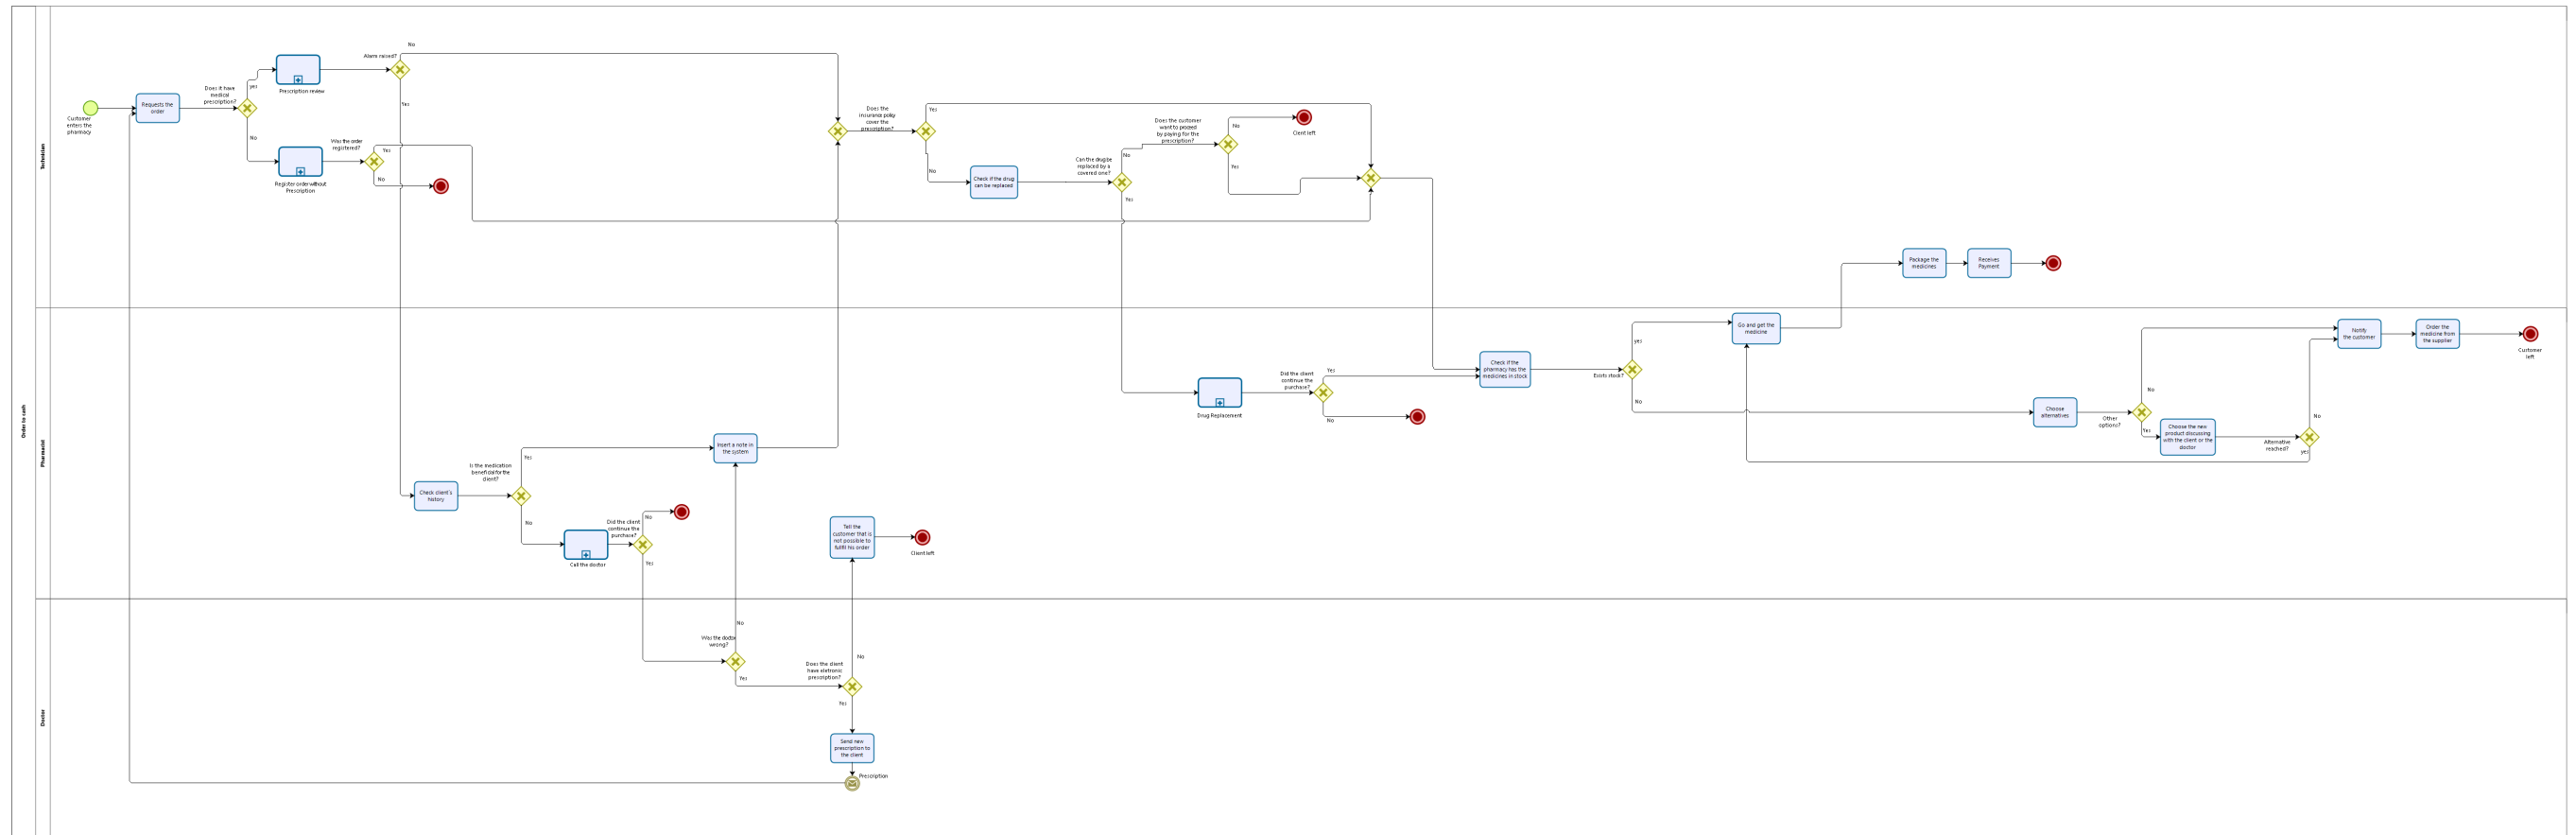 Order to cash
Technician
Customer
enters the
pharmacy
Requests the
order
Does it have
medical
prescription?
yes
No
Prescription review
Alarm raised?
No
Yes
Register order without
Prescription
Was the order
registered?
Yes
No
Does the
insurance policy
cover the
prescription?
Yes
No
Check if the drug
can be replaced
Can the drug be
replaced by a
covered one?
No
Yes
Does the customer
want to proceed
by paying for the
prescription?
No
Yes
Client left
Package the
medicines
Receives
Payment
Pharmacist
Check client's
history
Is the medication
beneficial for the
client?
Yes
No
Call the doctor
Did the client
continue the
purchase?
No
Yes
Insert a note in
the system
Tell the
customer that is
not possible to
fulfill his order
Client left
Drug Replacement
Did the client
continue the
purchase?
Yes
No
Check if the
pharmacy has the
medicines in stock
Exists stock?
yes
No
Go and get the
medicine
Choose
alternatives
Other
options?
No
Yes
Choose the new
product discussing
with the client or the
doctor
Alternative
reached?
No
yes
Notify
the customer
Order the
medicine from
the supplier
Customer
left
Doctor
Was the doctor
wrong?
No
Yes
Does the client
have eletronic
prescription?
No
Yes
Send new
prescription to
the client
Prescription